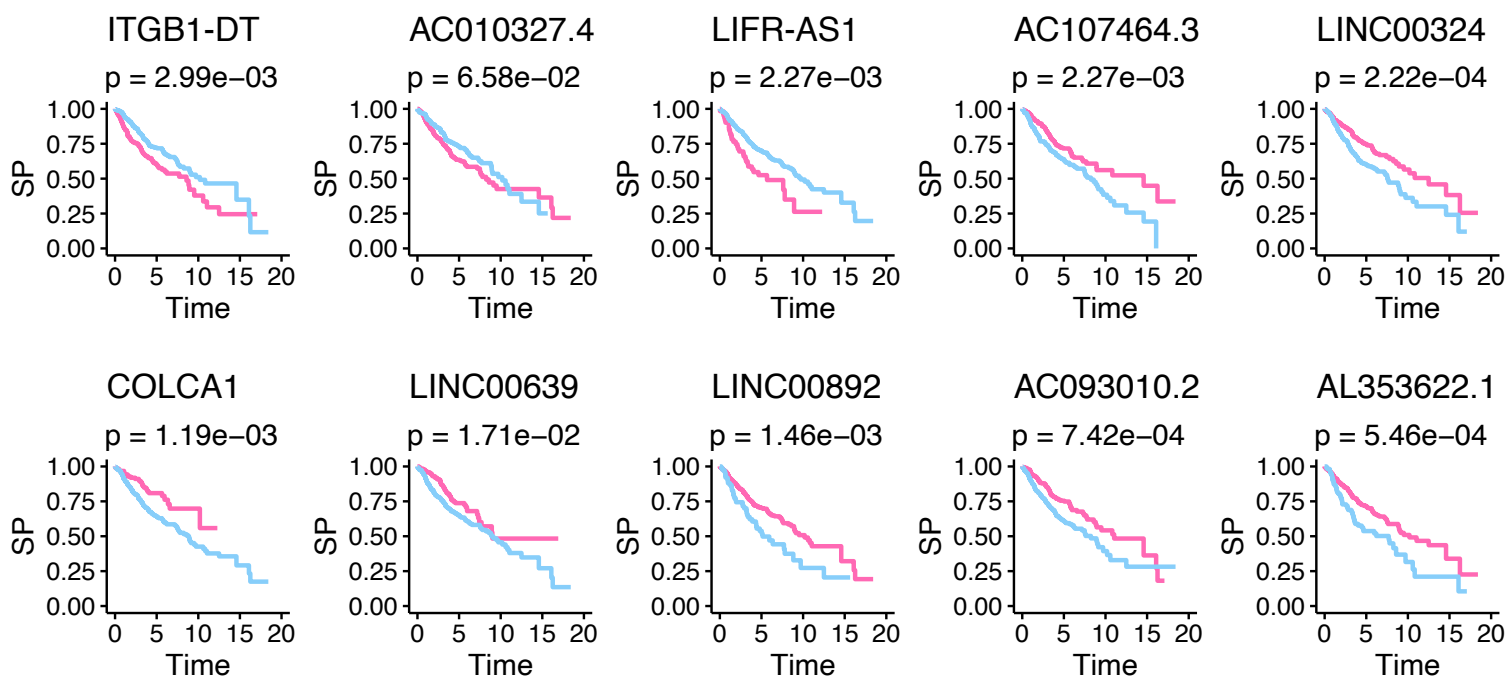 ITGB1-DT
p = 2.99e−03
SP
1.00
0.75
0.50
0.25
0.00
0 5 10 15 20
Time
AC010327.4
p = 6.58e−02
SP
1.00
0.75
0.50
0.25
0.00
0 5 10 15 20
Time
LIFR-AS1
p = 2.27e−03
SP
1.00
0.75
0.50
0.25
0.00
0 5 10 15 20
Time
AC107464.3
p = 2.27e−03
SP
1.00
0.75
0.50
0.25
0.00
0 5 10 15 20
Time
LINC00324
p = 2.22e−04
SP
1.00
0.75
0.50
0.25
0.00
0 5 10 15 20
Time
COLCA1
p = 1.19e−03
SP
1.00
0.75
0.50
0.25
0.00
0 5 10 15 20
Time
LINC00639
p = 1.71e−02
SP
1.00
0.75
0.50
0.25
0.00
0 5 10 15 20
Time
LINC00892
p = 1.46e−03
SP
1.00
0.75
0.50
0.25
0.00
0 5 10 15 20
Time
AC093010.2
p = 7.42e−04
SP
1.00
0.75
0.50
0.25
0.00
0 5 10 15 20
Time
AL353622.1
p = 5.46e−04
SP
1.00
0.75
0.50
0.25
0.00
0 5 10 15 20
Time